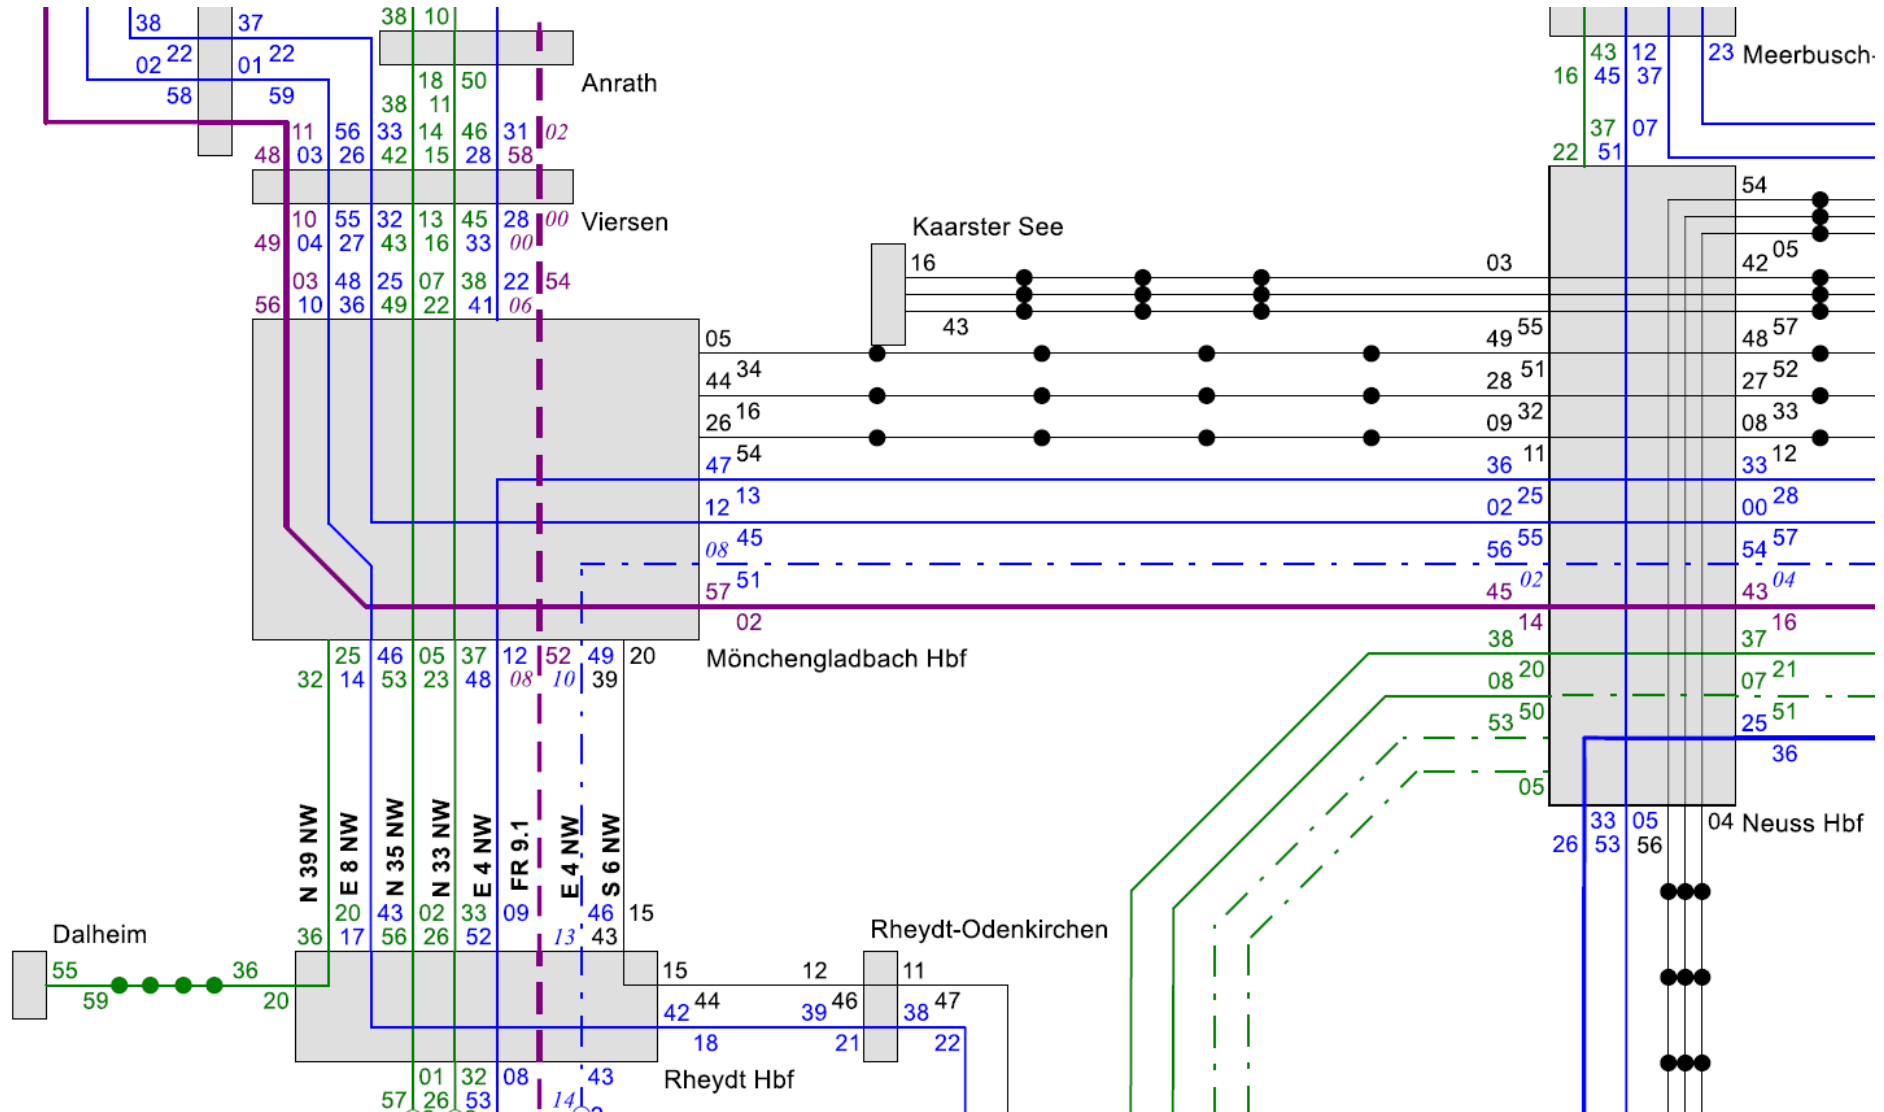 38 37
22 22
02 01
58 59
38 10
Anrath
18 50
38 11
11 56 33 14 46 31 02
48 03 26 42 15 28 58
Viersen
10 55 32 13 45 28 00
49 04 27 43 16 33 00
03 48 25 07 38 22 54
56 10 36 49 22 41 06
43 12 23 Meerbusch-
16 45 37
37 07
22 51
Kaarster See
16 03
43
54
05
42
05
34
44
16
26
54
47
13
12
45
08
51
57
02
55
49
51
28
32
09
11
36
25
02
55
56
02
45
14
38
20
08
50
53
05
57
48
52
27
33
08
12
33
28
00
57
54
04
43
16
37
21
07
51
25
36
Mönchengladbach Hbf
25 46 05 37 12 52 49 20
32 14 53 23 48 08 10 39
N 39 NW
E 8 NW
N 35 NW
N 33 NW
E 4 NW
FR 9.1
E 4 NW
S 6 NW
33 05 04 Neuss Hbf
26 53 56
20 43 02 33 09 46 15
36 17 56 26 52 13 43
Dalheim
55 36
59 20
Rheydt-Odenkirchen
15 12 11
44 46 47
42 39 38
18 21 22
Rheydt Hbf
01 32 08 43
57 26 53 14